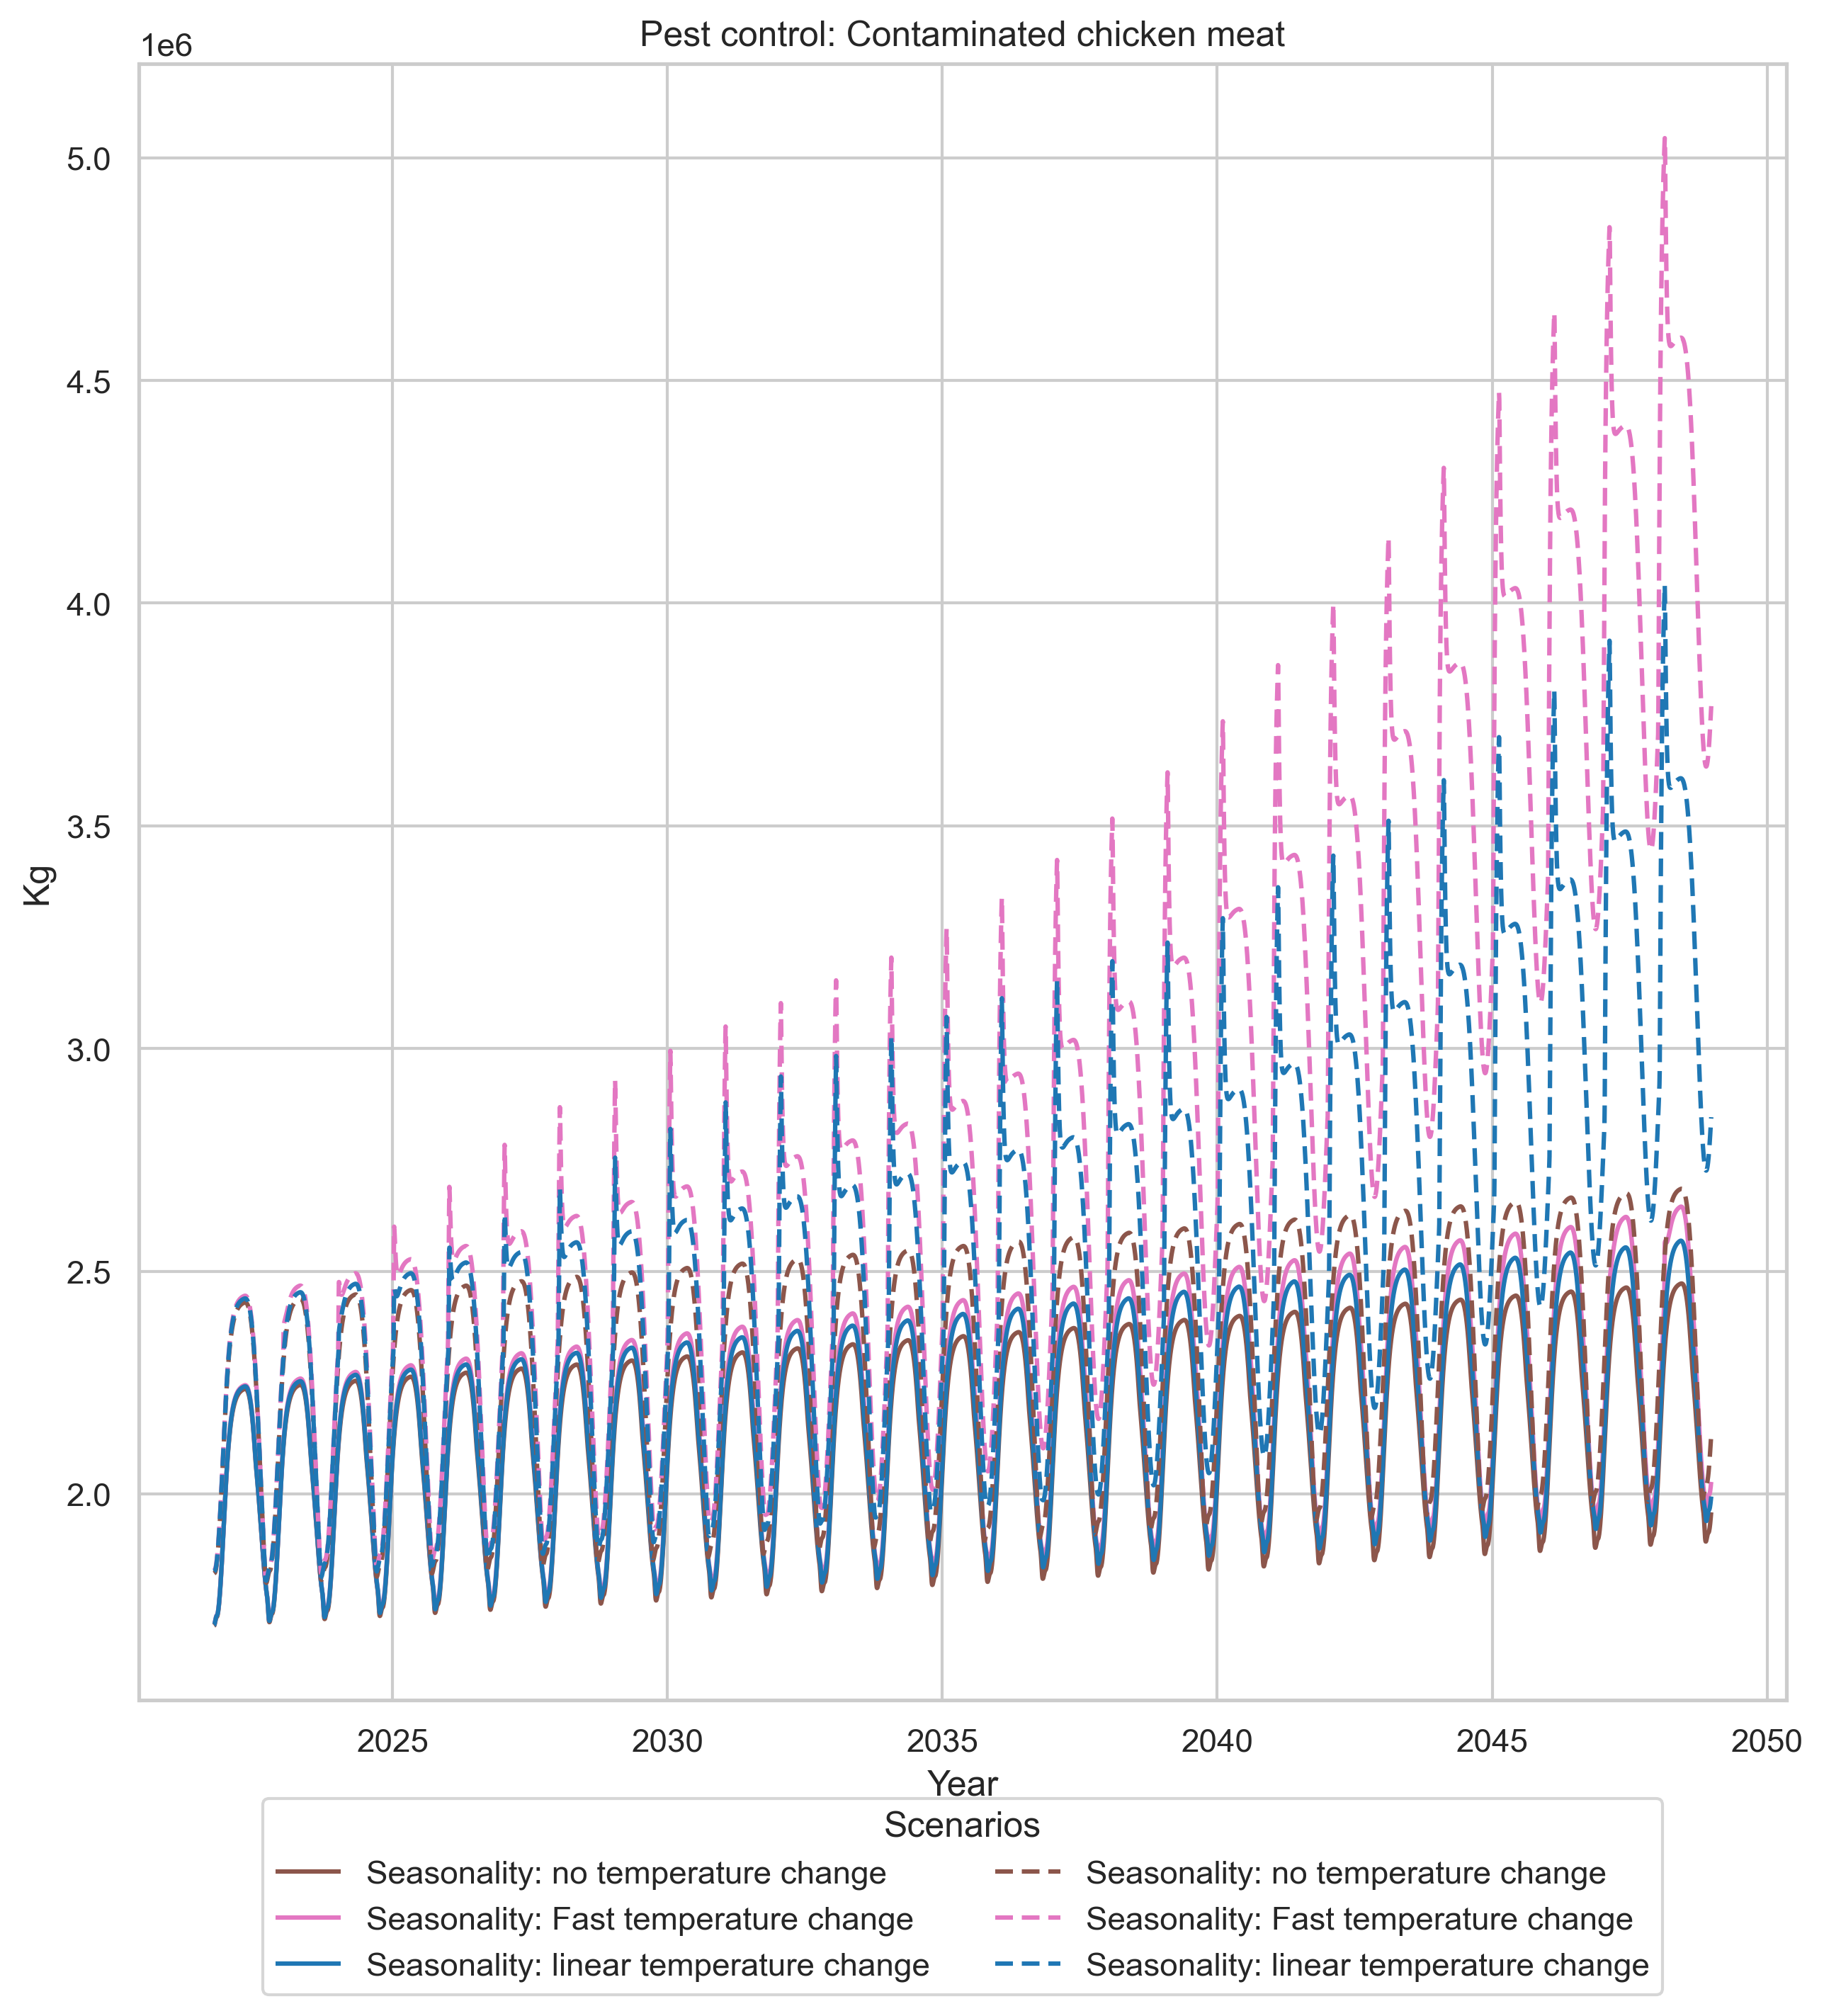 Pest control: Contaminated chicken meat
1e6
5.0
4.5
4.0
3.5
3.0
2.5
2.0
Kg
2025 2030 2035 2040 2045 2050
Year
Scenarios
Seasonality: no temperature change
Seasonality: Fast temperature change
Seasonality: linear temperature change
Seasonality: no temperature change
Seasonality: Fast temperature change
Seasonality: linear temperature change